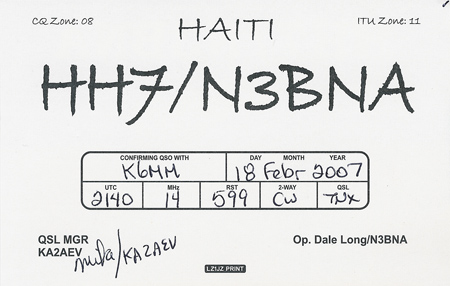 CQ Zone: 08 ITU Zone: 11
HAITI
HH7/N3BNA
CONFIRMING QSO WITH DAY MONTH YEAR
K6MM 18 Febr 2007
UTC MHz RST 2-WAY QSL
2140 14 599 CW TNX
QSL MGR
KA2AEV
/KA2AEV
Op. Dale Long/N3BNA
LZ1JZ PRINT